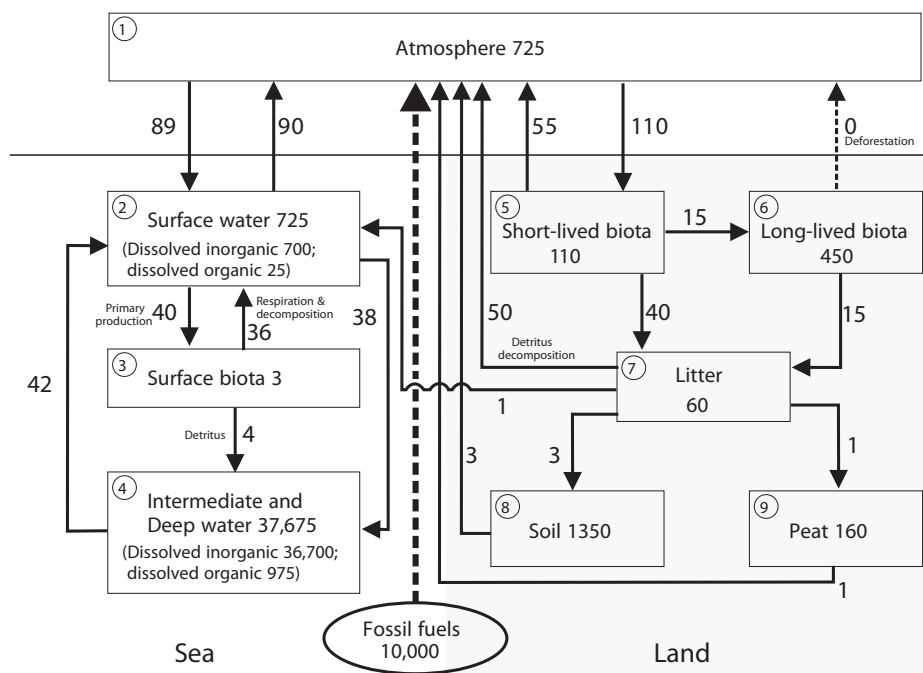 1
Atmosphere 725
89
90
55
110
0
Deforestation
2
Surface water 725
(Dissolved inorganic 700;
dissolved organic 25)
5
Short-lived biota
110
15
6
Long-lived biota
450
Primary
production
40
Respiration &
decomposition
36
38
50
40
15
Detritus
decomposition
42
3
Surface biota 3
7
Litter
60
1
Detritus
4
3
3
1
4
Intermediate and
Deep water 37,675
(Dissolved inorganic 36,700;
dissolved organic 975)
8
Soil 1350
9
Peat 160
1
Fossil fuels
10,000
Sea
Land